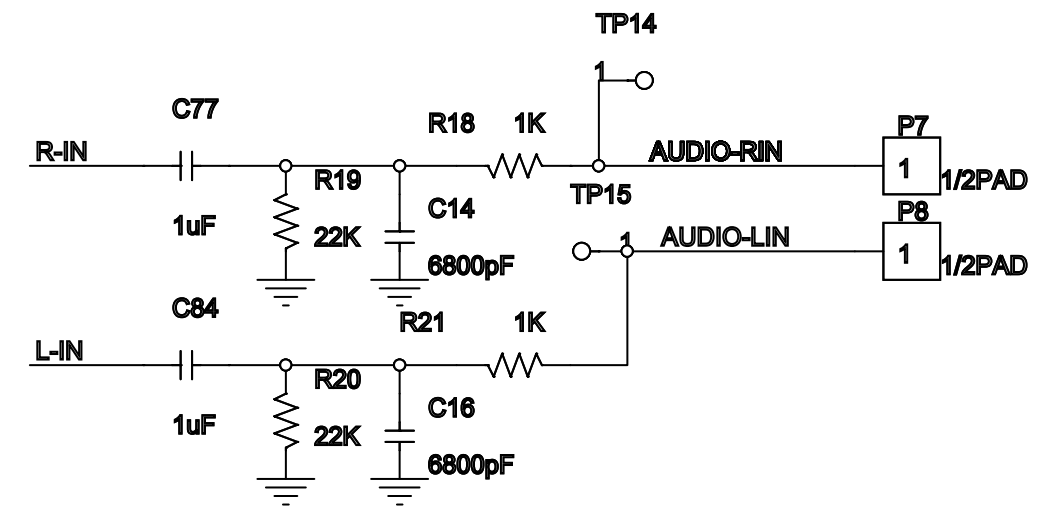 TP14
1
C77
R18 1K
P7
R-IN
AUDIO-RIN
1
1/2PAD
R19
TP15
C14
P8
1uF
22K
1
AUDIO-LIN
1
6800pF
1/2PAD
C84
R21 1K
L-IN
R20
C16
1uF
22K
6800pF